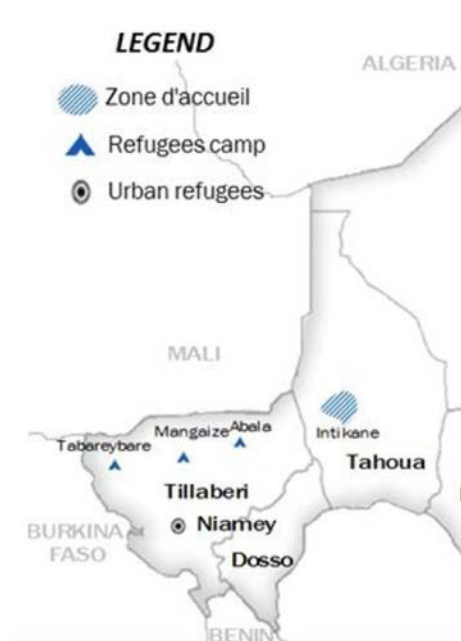 LEGEND
ALGERIA
Zone d'accueil
Refugees camp
Urban refugees
MALI
Tabareybare
Mangaize
Abala
Intikane
Tahoua
Tillaberi
Niamey
BURKINA
FASO
Dosso
BENIN